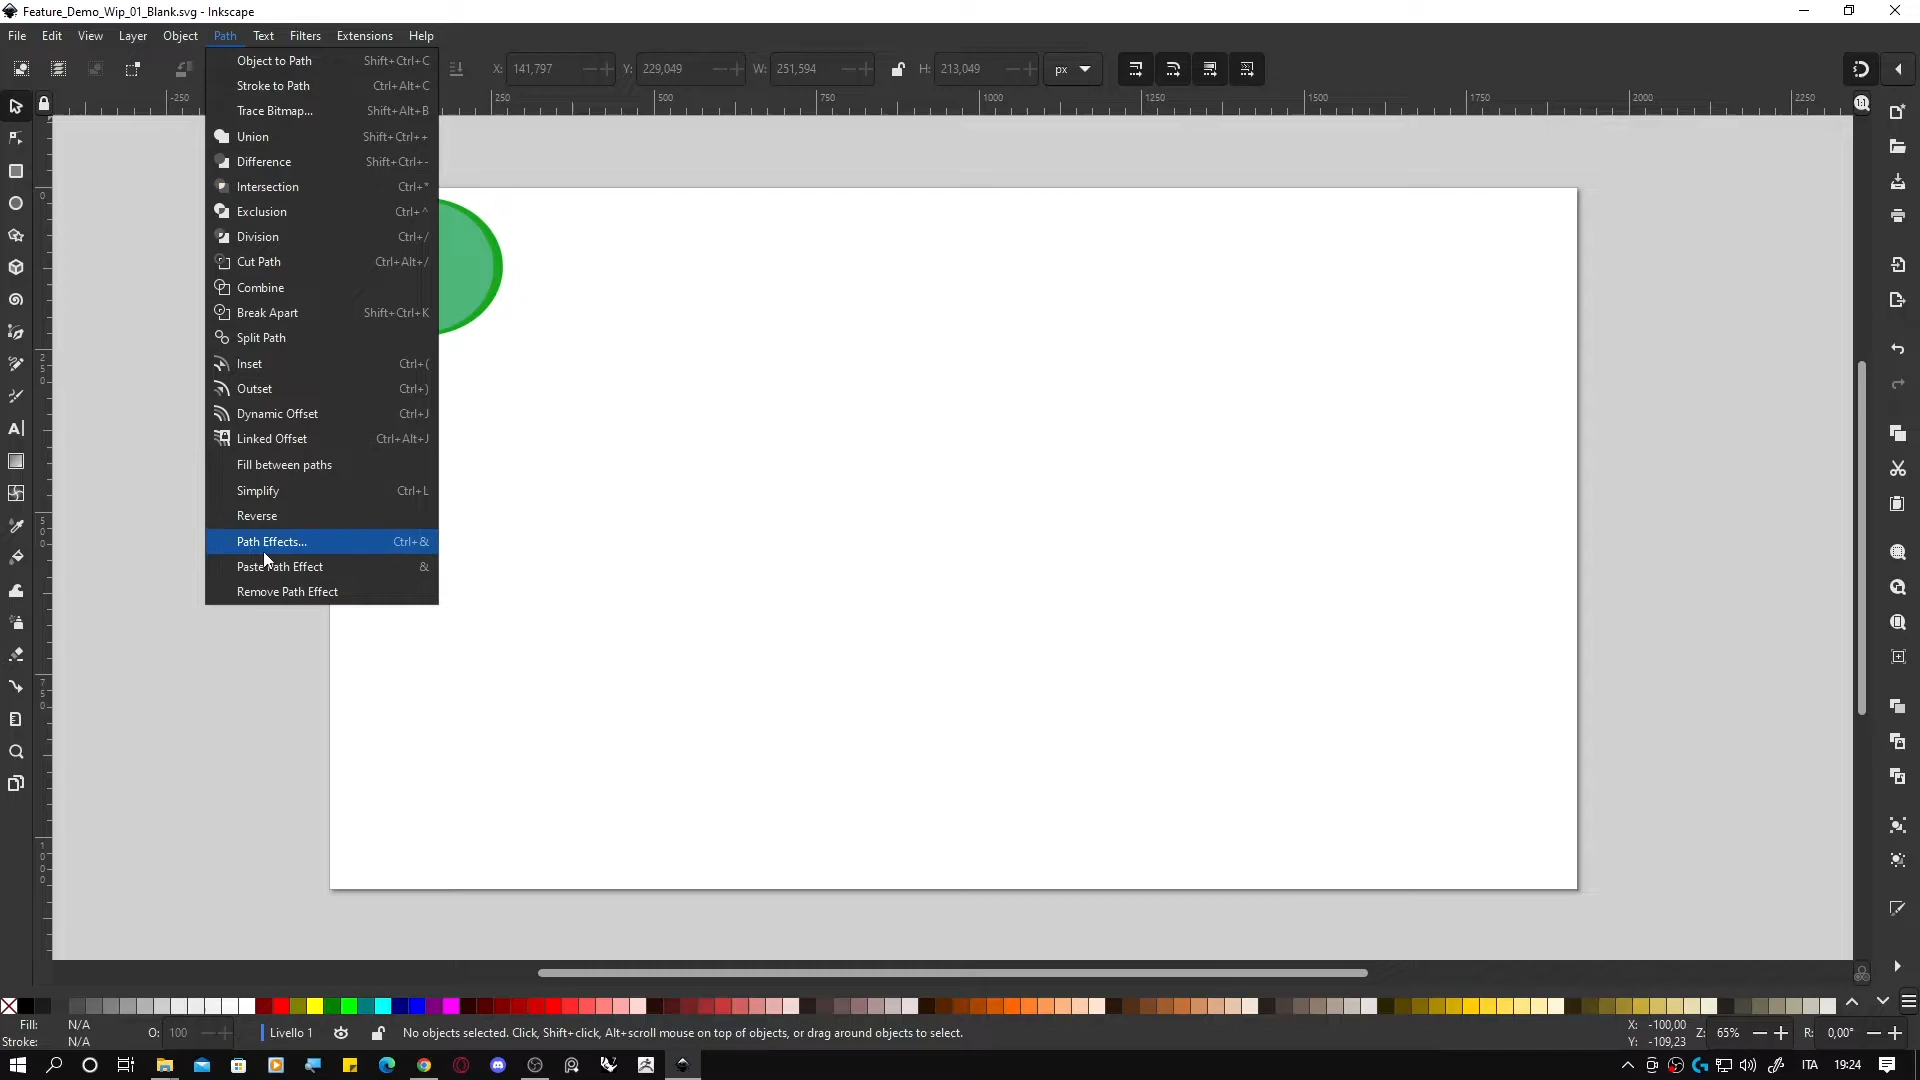 Feature_Demo_Wip_01_Blank.svg - Inkscape
File Edit View Layer Object Path Text Filters Extensions Help
X: 141,797 Y: 229,049 W: 251,594 H: 213,049 px
-250 250 500 750 1000 1250 1500 1750 2000 2250
Object to Path Shift+Ctrl+C
Stroke to Path Ctrl+Alt+C
Trace Bitmap... Shift+Alt+B
Union Shift+Ctrl++
Difference Shift+Ctrl+-
Intersection Ctrl+*
Exclusion Ctrl+^
Division Ctrl+/
Cut Path Ctrl+Alt+/
Combine
Break Apart Shift+Ctrl+K
Split Path
Inset Ctrl+(
Outset Ctrl+)
Dynamic Offset Ctrl+J
Linked Offset Ctrl+Alt+J
Fill between paths
Simplify Ctrl+L
Reverse
Path Effects... Ctrl+&
Paste Path Effect &
Remove Path Effect
0
250
500
750
1000
Fill: N/A
Stroke: N/A
O: 100
Livello 1
No objects selected. Click, Shift+click, Alt+scroll mouse on top of objects, or drag around objects to select.
X: -100,00
Y: -109,23
Z: 65%
R: 0,00°
ITA 19:24